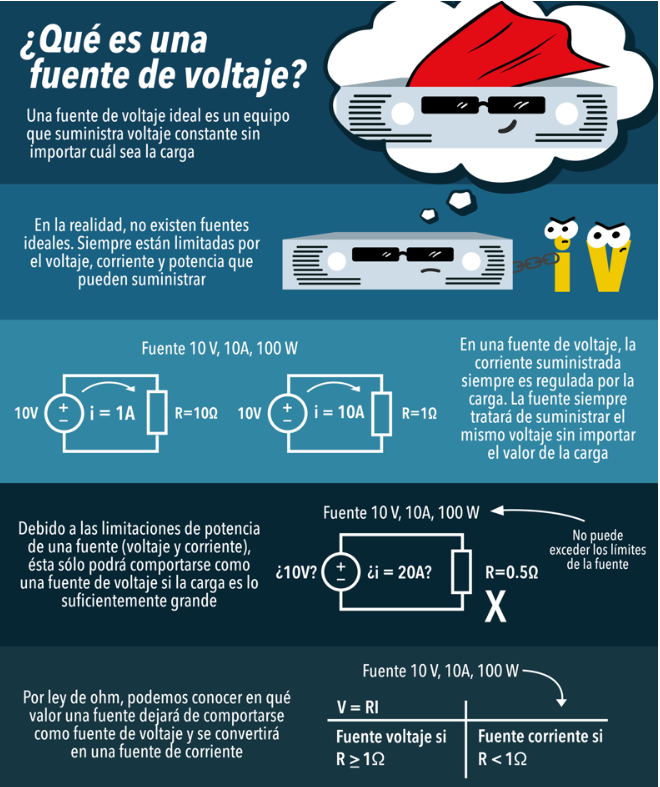 ¿Qué es una
fuente de voltaje?
Una fuente de voltaje ideal es un equipo
que suministra voltaje constante sin
importar cuál sea la carga
En la realidad, no existen fuentes
ideales. Siempre están limitadas por
el voltaje, corriente y potencia que
pueden suministrar
i V
Fuente 10 V, 10A, 100 W
10V
+
−
i = 1A
R=10Ω
10V
+
−
i = 10A
R=1Ω
En una fuente de voltaje, la
corriente suministrada
siempre es regulada por la
carga. La fuente siempre
tratará de suministrar el
mismo voltaje sin importar
el valor de la carga
Debido a las limitaciones de potencia
de una fuente (voltaje y corriente),
ésta sólo podrá comportarse como
una fuente de voltaje si la carga es lo
suficientemente grande
Fuente 10 V, 10A, 100 W
No puede
exceder los límites
de la fuente
¿10V?
+
−
¿i = 20A?
R=0.5Ω
X
Por ley de ohm, podemos conocer en qué
valor una fuente dejará de comportarse
como fuente de voltaje y se convertirá
en una fuente de corriente
Fuente 10 V, 10A, 100 W
V = RI
Fuente voltaje si
R ≥ 1Ω
Fuente corriente si
R < 1Ω